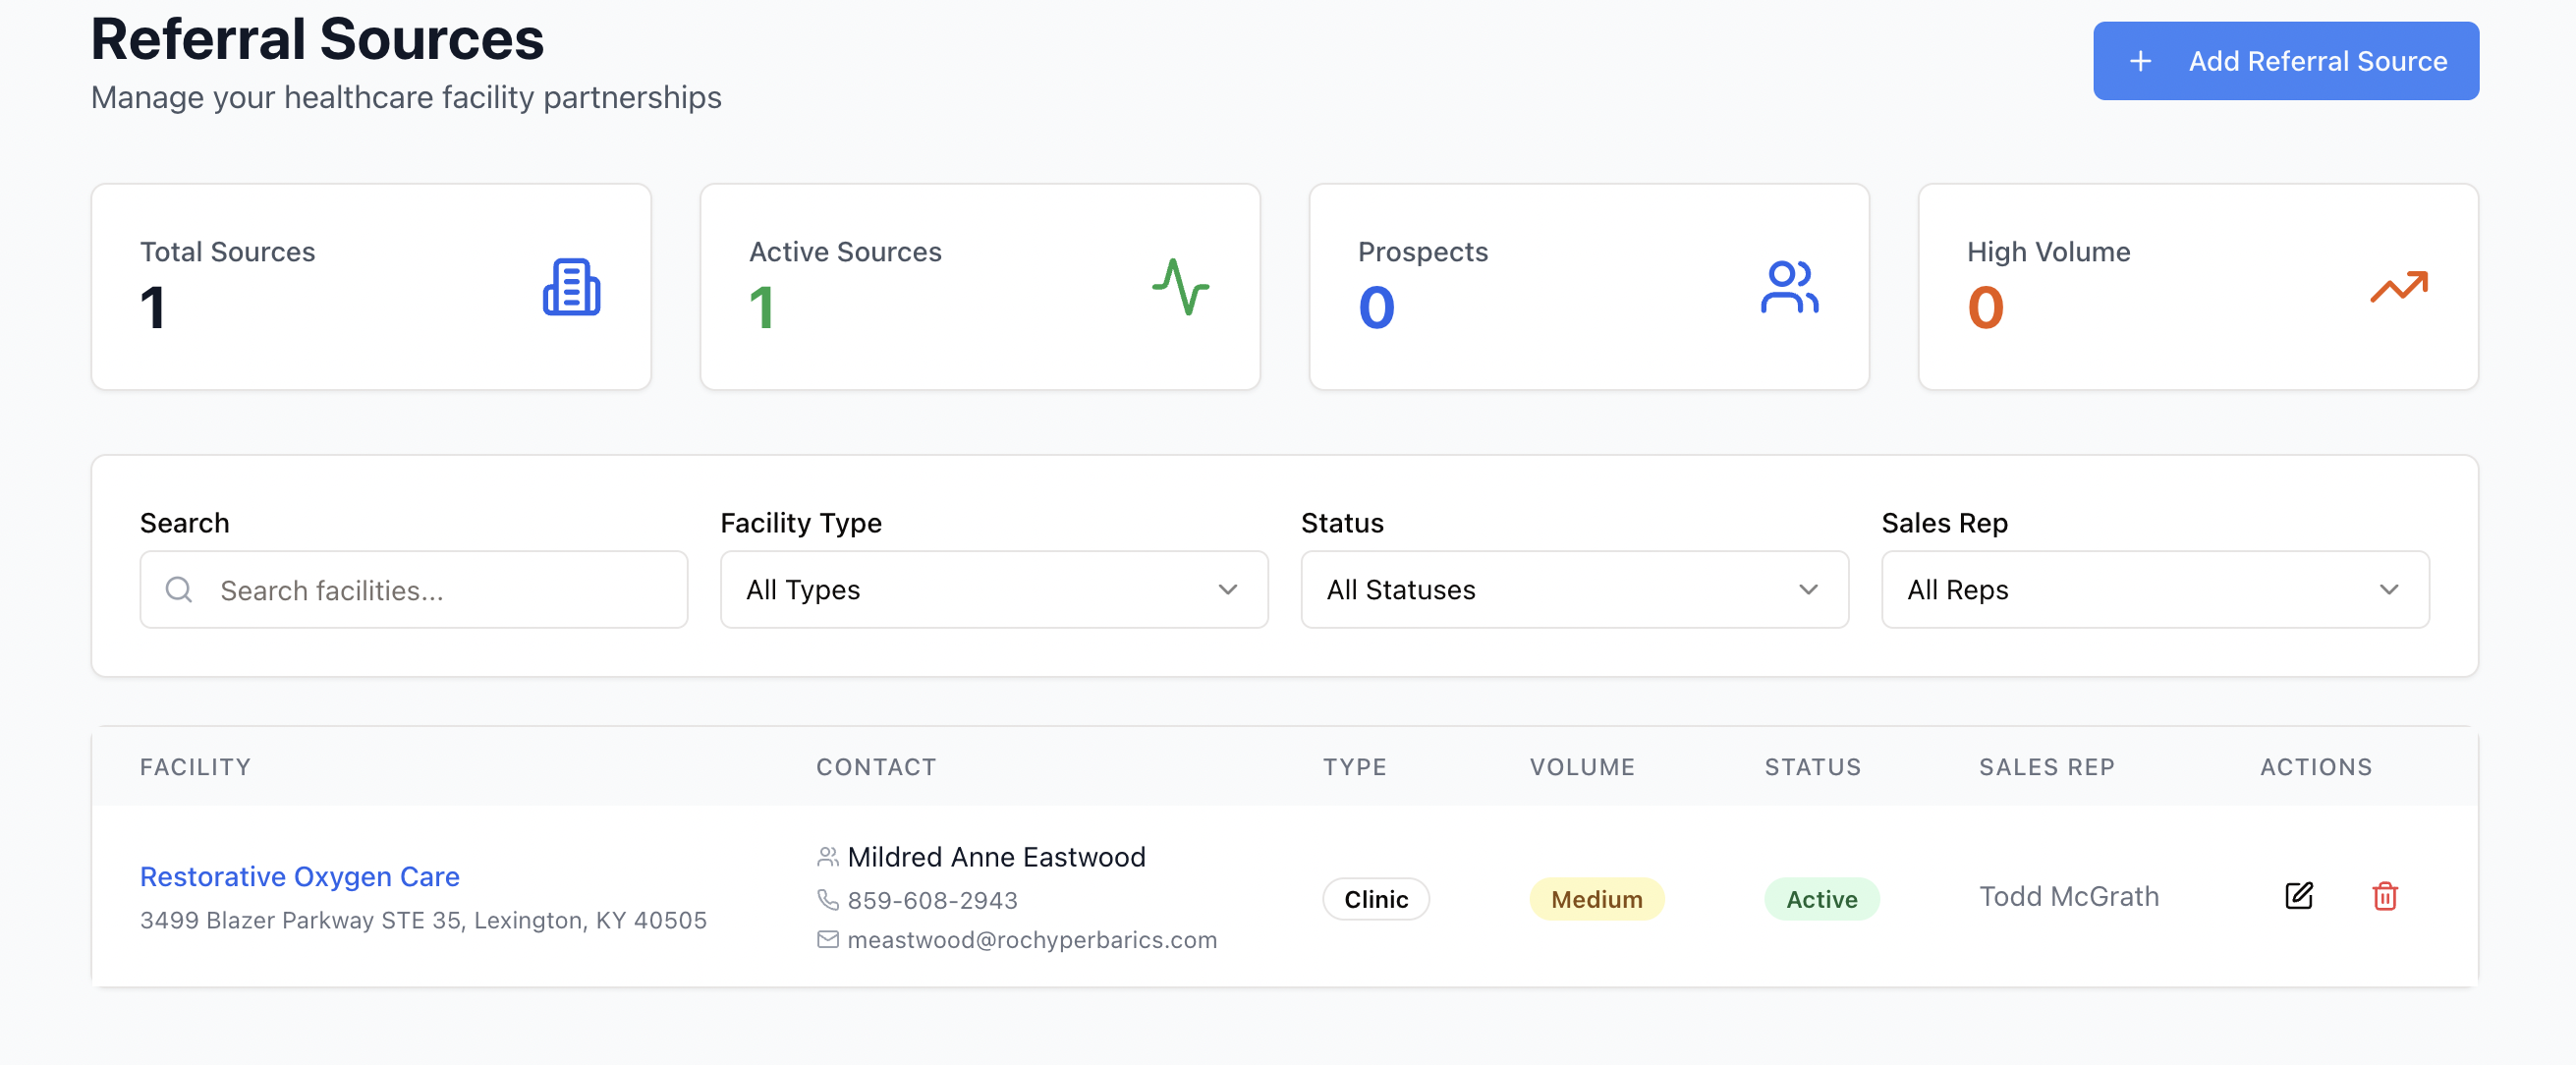 Referral Sources
Manage your healthcare facility partnerships
+ Add Referral Source
Total Sources
1
Active Sources
1
Prospects
0
High Volume
0
Search
Search facilities...
Facility Type
All Types
Status
All Statuses
Sales Rep
All Reps
FACILITY CONTACT TYPE VOLUME STATUS SALES REP ACTIONS
Restorative Oxygen Care
3499 Blazer Parkway STE 35, Lexington, KY 40505
Mildred Anne Eastwood
859-608-2943
meastwood@rochyperbarics.com
Clinic
Medium
Active
Todd McGrath